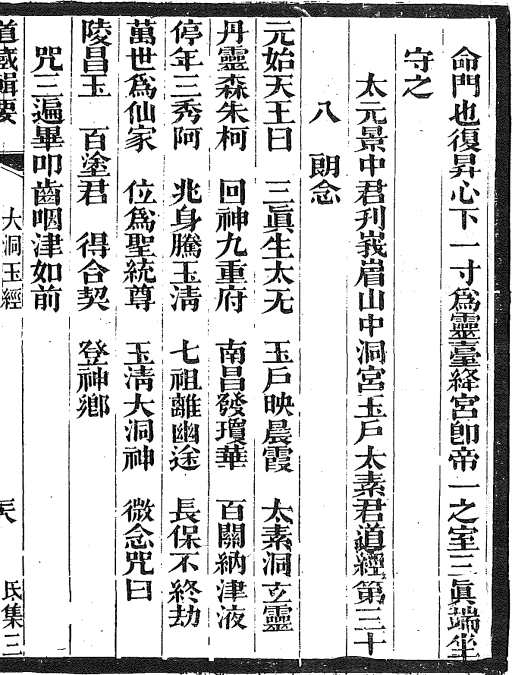 命門也復昇心下一寸爲靈臺絳宮卽帝一之室三眞端坐
守之
太元景中君刋峩眉山中洞宮玉戸太素君道經第三十
八　朗念
元始天王曰　三眞生太无　玉戸映晨霞　太素洞玄靈
丹靈森朱柯　回神九重府　南昌發瓊華　百關納津液
停年三秀阿　兆身騰玉淸　七祖離幽途　長保不終劫
萬世爲仙家　位爲聖統尊　玉淸大洞神　微念咒曰
陵昌玉　百塗君　得合契　登神鄉
咒三遍畢叩齒咽津如前
道藏輯要　大洞玉經　氐集三